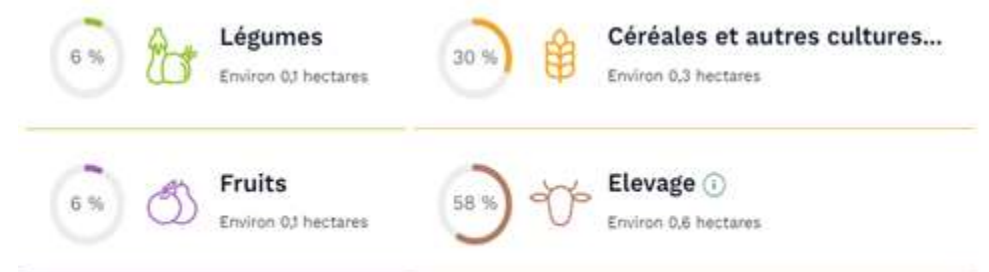 6 %
Légumes
Environ 0,1 hectares
30 %
Céréales et autres cultures...
Environ 0,3 hectares
6 %
Fruits
Environ 0,1 hectares
58 %
Elevage i
Environ 0,6 hectares